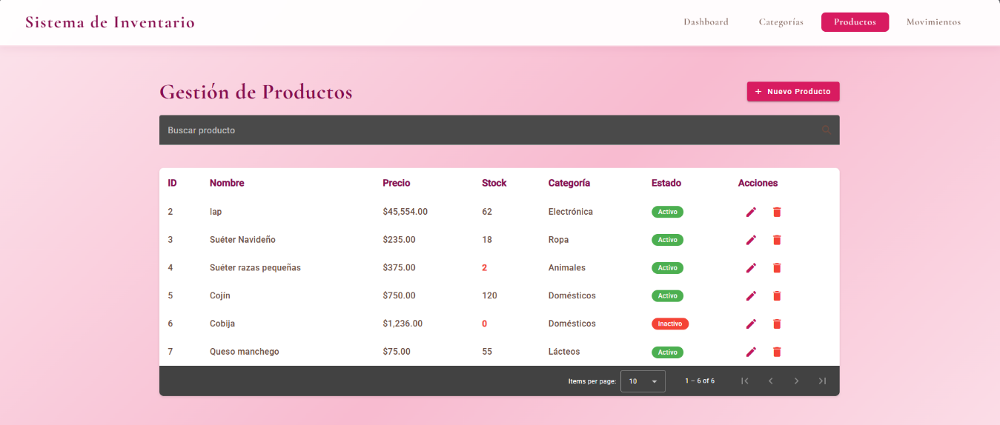 Sistema de Inventario Dashboard Categorías Productos Movimientos
Gestión de Productos + Nuevo Producto
Buscar producto
ID Nombre Precio Stock Categoría Estado Acciones
2 lap $45,554.00 62 Electrónica Activo
3 Suéter Navideño $235.00 18 Ropa Activo
4 Suéter razas pequeñas $375.00 2 Animales Activo
5 Cojín $750.00 120 Domésticos Activo
6 Cobija $1,236.00 0 Domésticos Inactivo
7 Queso manchego $75.00 55 Lácteos Activo
Items per page: 10 1 – 6 of 6